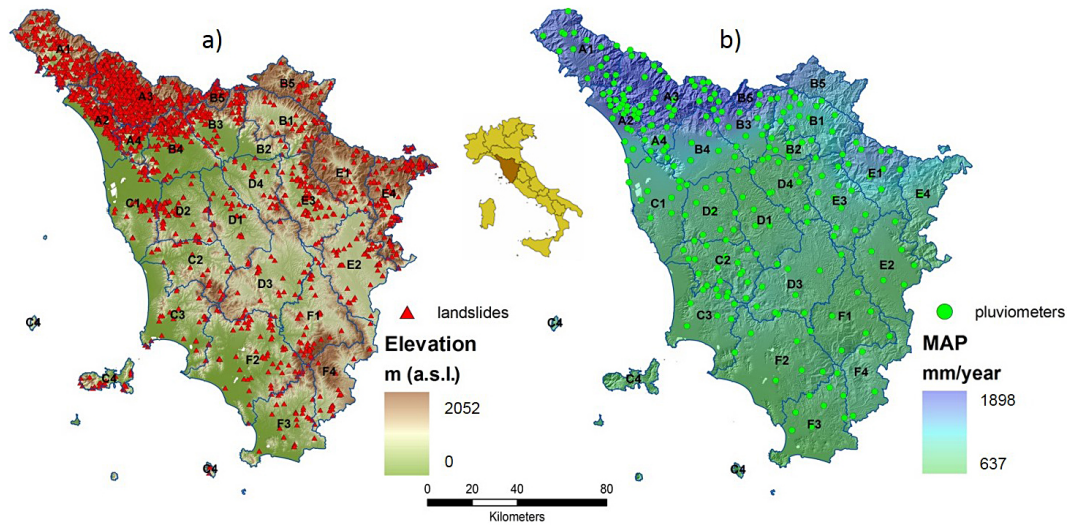 a)
A1
A3
A2
A4
B4
B5
B3
B5
B1
B2
E1
E4
E3
D4
C1
D2
D1
C2
E2
D3
C3
F1
F2
F4
F3
C4
C4
C4
landslides
Elevation
m (a.s.l.)
2052
0
0 20 40 80
Kilometers
b)
A1
A3
A2
A4
B4
B5
B3
B5
B1
B2
E1
E4
E3
D4
C1
D2
D1
C2
E2
D3
C3
F1
F2
F4
F3
C4
C4
C4
pluviometers
MAP
mm/year
1898
637